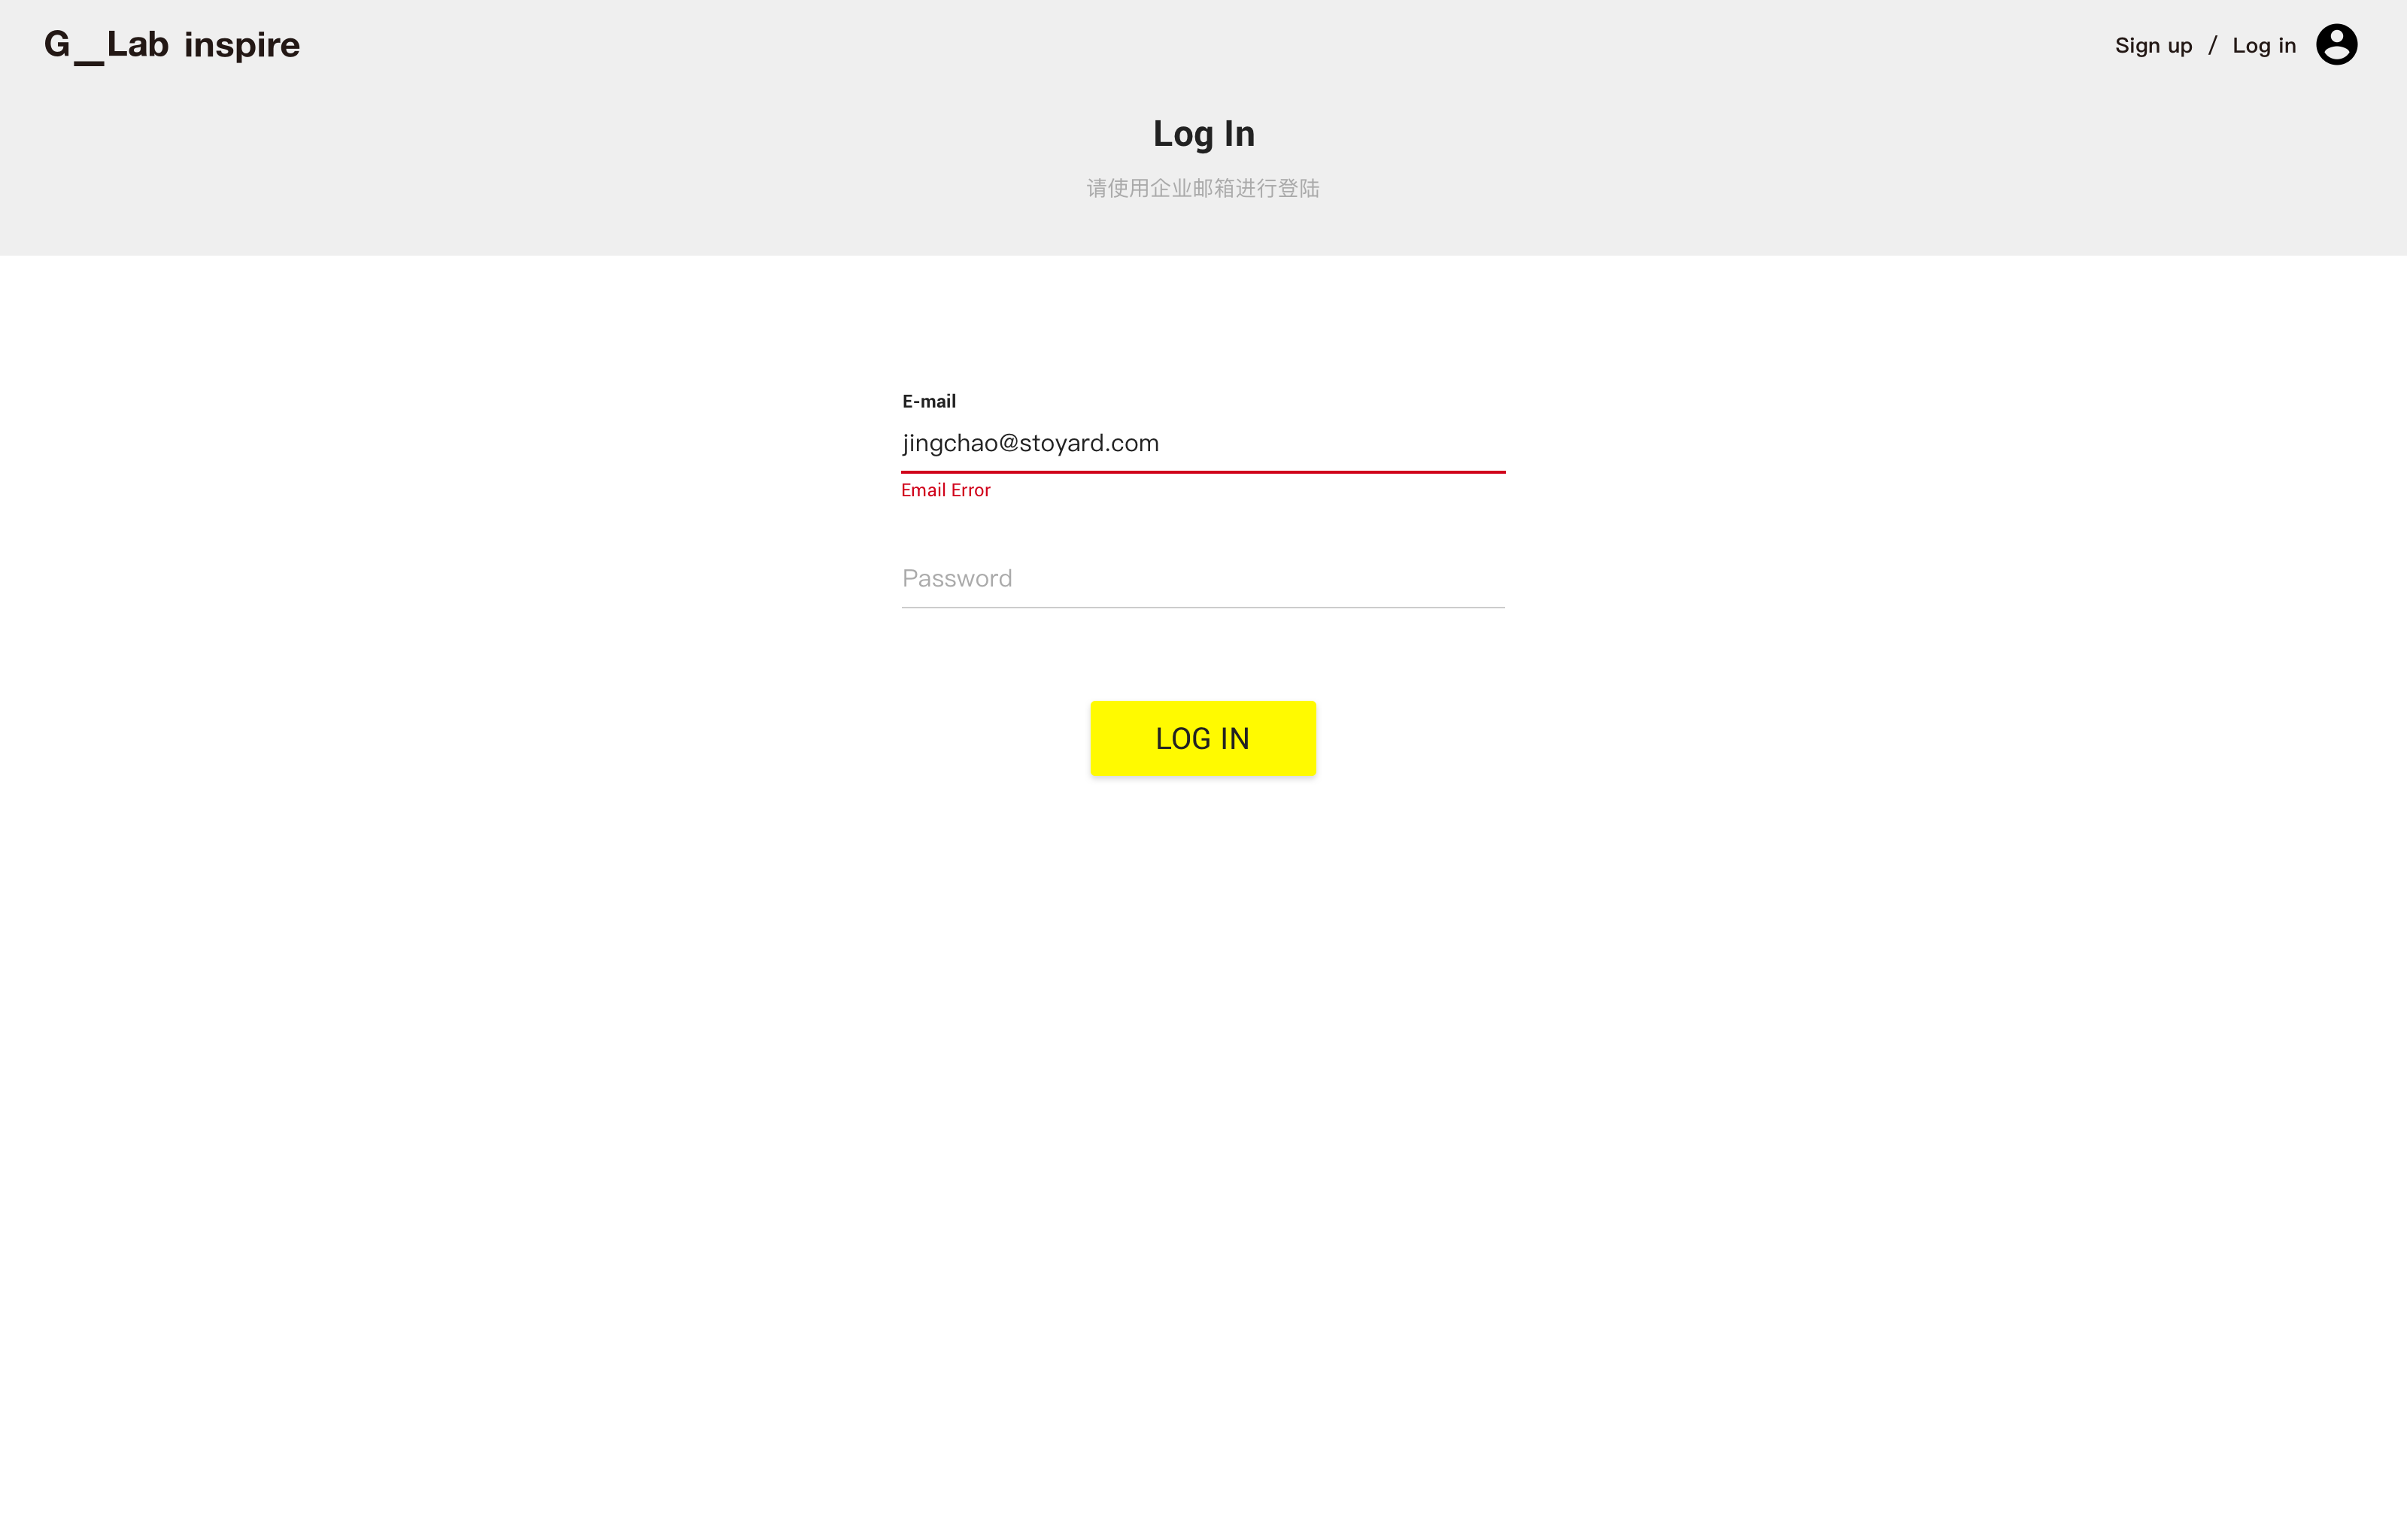 G__Lab inspire
Sign up / Log in
Log In
请使用企业邮箱进行登陆
E-mail
jingchao@stoyard.com
Email Error
Password
LOG IN